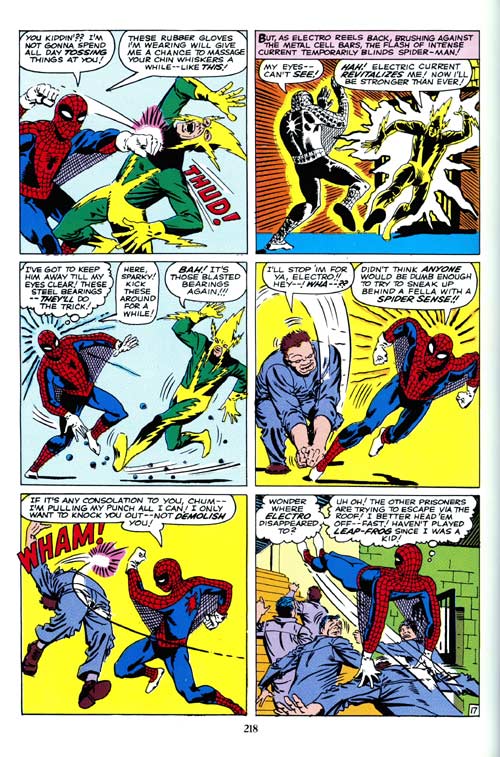 YOU KIDDIN'?? I'M
NOT GONNA SPEND
ALL DAY TOSSING
THINGS AT YOU!
THESE RUBBER GLOVES
I'M WEARING WILL GIVE
ME A CHANCE TO MASSAGE
YOUR CHIN WHISKERS
A WHILE--LIKE THIS!
THUD!
BUT, AS ELECTRO REELS BACK, BRUSHING AGAINST
THE METAL CELL BARS, THE FLASH OF INTENSE
CURRENT TEMPORARILY BLINDS SPIDER-MAN!
MY EYES--
CAN'T SEE!
HAH! ELECTRIC CURRENT
REVITALIZES ME! NOW I'LL
BE STRONGER THAN EVER!
I'VE GOT TO KEEP
HIM AWAY TILL MY
EYES CLEAR! THESE
STEEL BEARINGS
--THEY'LL DO
THE TRICK!
HERE,
SPARKY!
KICK
THESE
AROUND
FOR A
WHILE!
BAH! IT'S
THOSE BLASTED
BEARINGS
AGAIN!!!
I'LL STOP 'IM FOR
YA, ELECTRO!!
HEY--! WHA--??
DIDN'T THINK ANYONE
WOULD BE DUMB ENOUGH
TO TRY TO SNEAK UP
BEHIND A FELLA WITH A
SPIDER SENSE!!
IF IT'S ANY CONSOLATION TO YOU, CHUM--
I'M PULLING MY PUNCH ALL I CAN! I ONLY
WANT TO KNOCK YOU OUT--NOT DEMOLISH
YOU!
WHAM!
WONDER
WHERE
ELECTRO
DISAPPEARED
TO?
UH OH! THE OTHER PRISONERS
ARE TRYING TO ESCAPE VIA THE
ROOF! I BETTER HEAD 'EM
OFF--FAST! HAVEN'T PLAYED
LEAP-FROG SINCE I WAS A
KID!
17
218